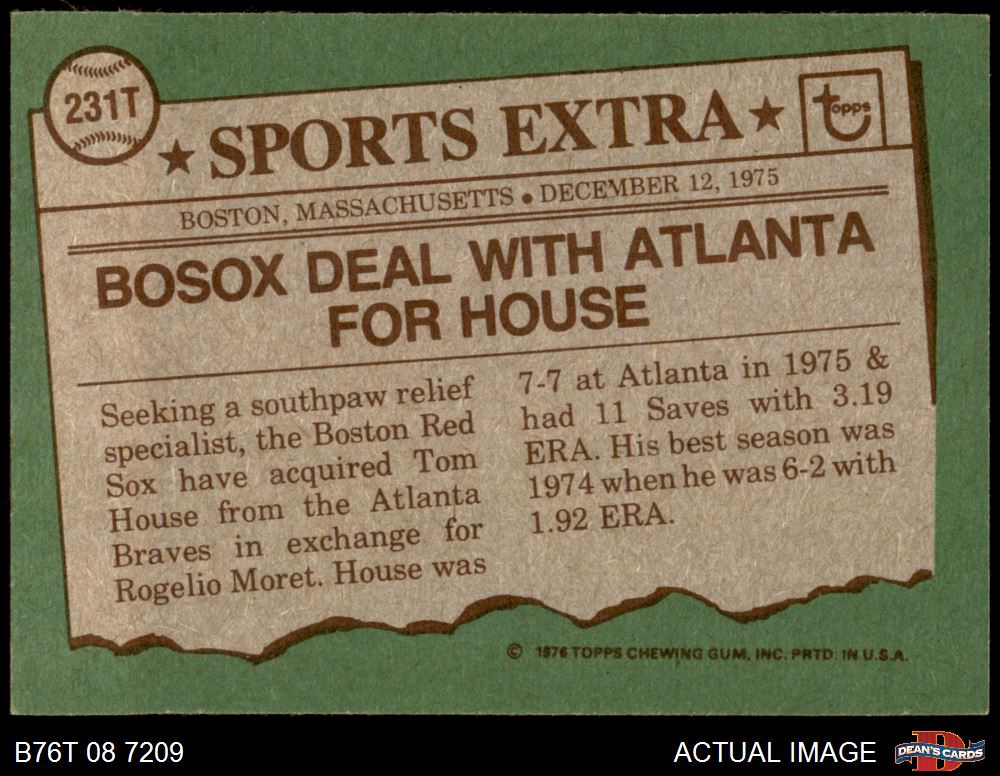 231T
★ SPORTS EXTRA ★
Topps
BOSTON, MASSACHUSETTS • DECEMBER 12, 1975
BOSOX DEAL WITH ATLANTA
FOR HOUSE
Seeking a southpaw relief
specialist, the Boston Red
Sox have acquired Tom
House from the Atlanta
Braves in exchange for
Rogelio Moret. House was
7-7 at Atlanta in 1975 &
had 11 Saves with 3.19
ERA. His best season was
1974 when he was 6-2 with
1.92 ERA.
© 1976 TOPPS CHEWING GUM, INC. PRTD. IN U.S.A.
B76T 08 7209
ACTUAL IMAGE
DEAN'S CARDS